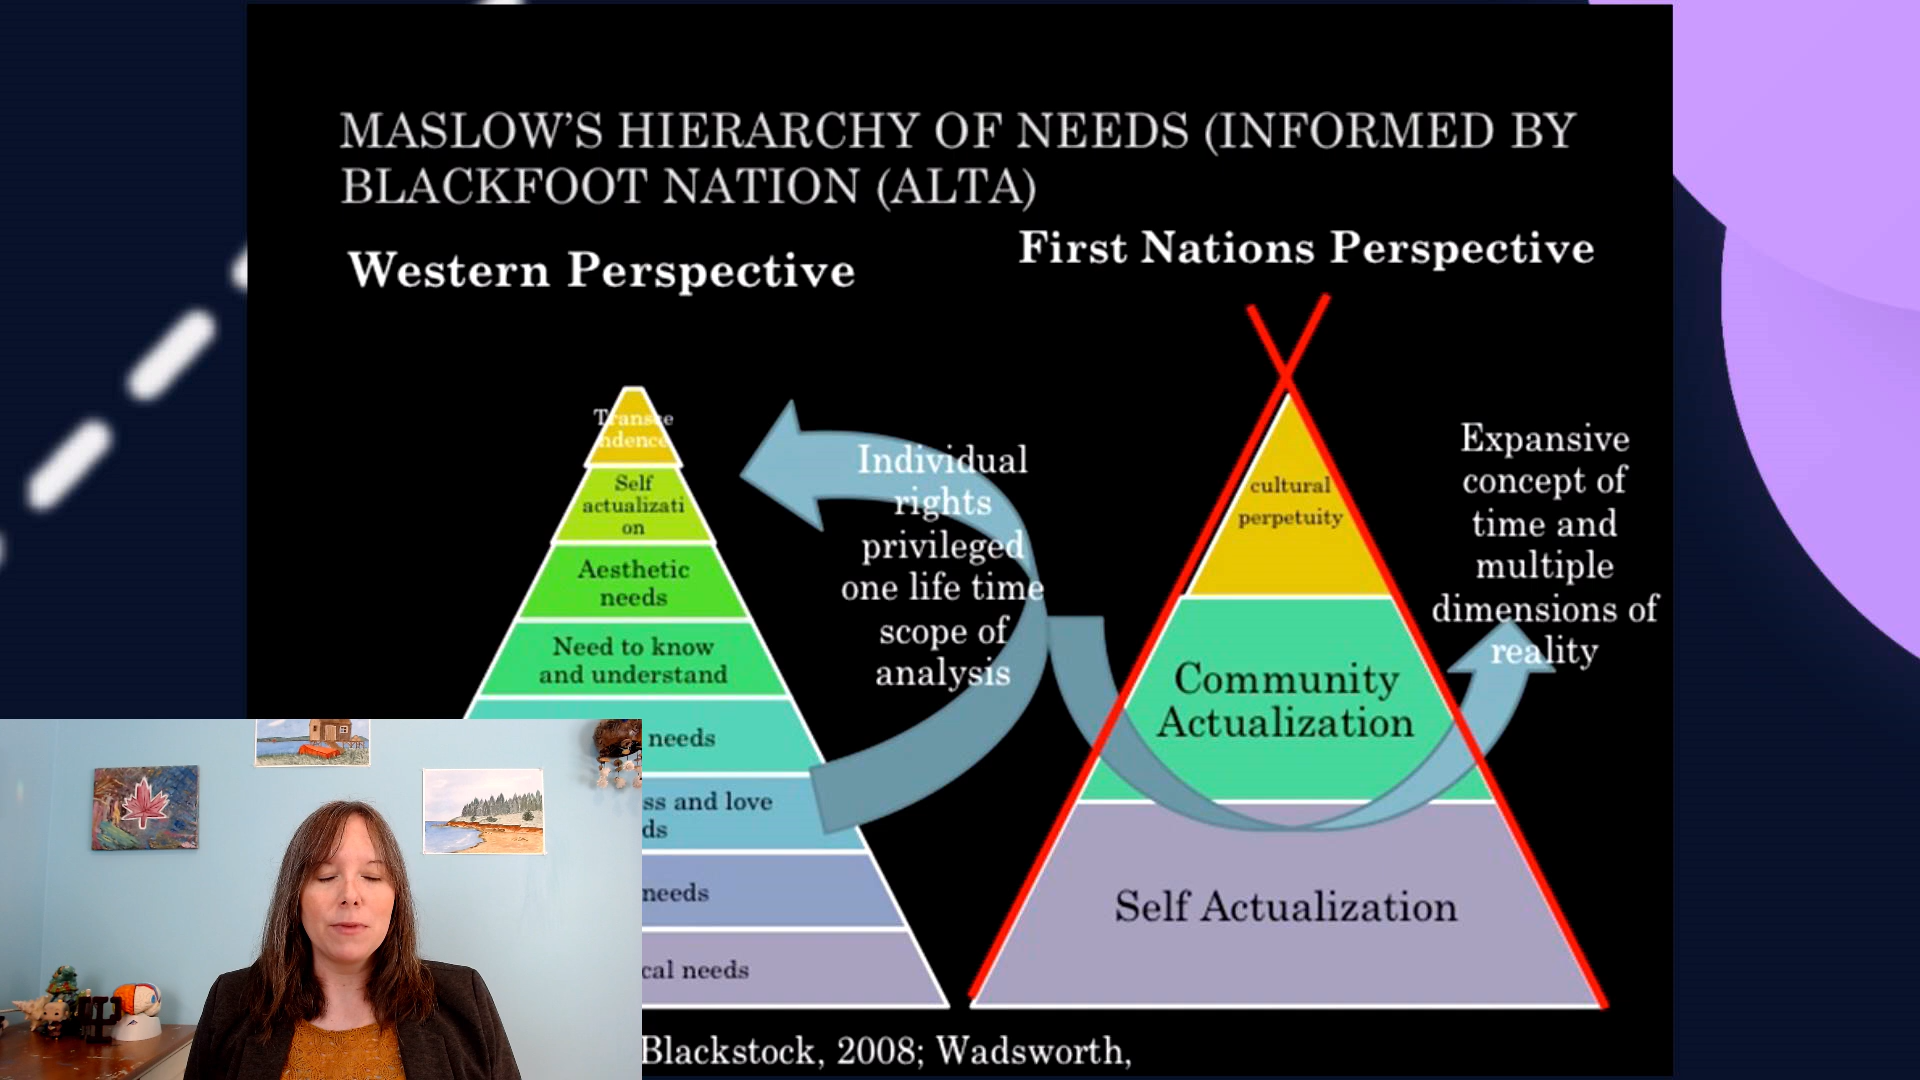 MASLOW'S HIERARCHY OF NEEDS (INFORMED BY
BLACKFOOT NATION (ALTA)
Western Perspective
Transce
ndence
Self
actualizati
on
Aesthetic
needs
Need to know
and understand
needs
ss and love
ds
needs
cal needs
Individual
rights
privileged
one life time
scope of
analysis
First Nations Perspective
cultural
perpetuity
Community
Actualization
Self Actualization
Expansive
concept of
time and
multiple
dimensions of
reality
Blackstock, 2008; Wadsworth,